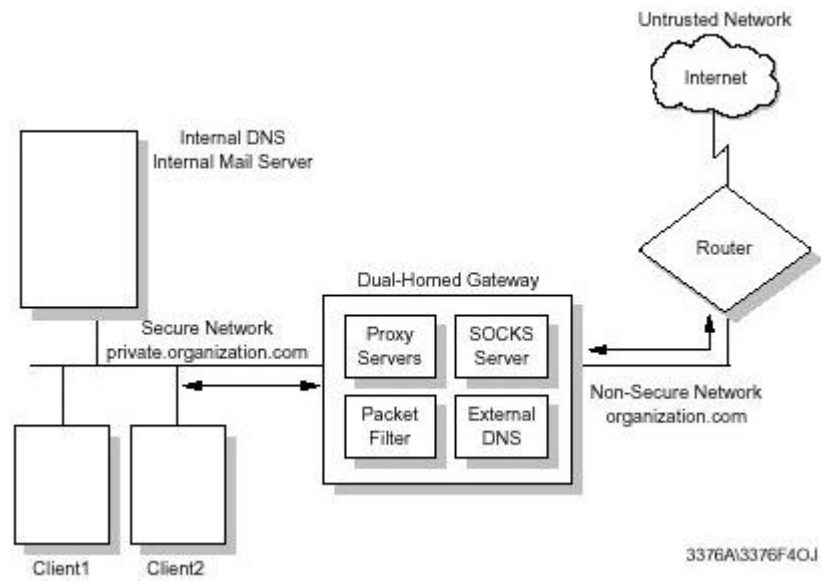 Untrusted Network
Internet
Internal DNS
Internal Mail Server
Router
Dual-Homed Gateway
Secure Network
private.organization.com
Proxy
Servers
SOCKS
Server
Packet
Filter
External
DNS
Non-Secure Network
organization.com
Client1
Client2
3376A\3376F4OJ